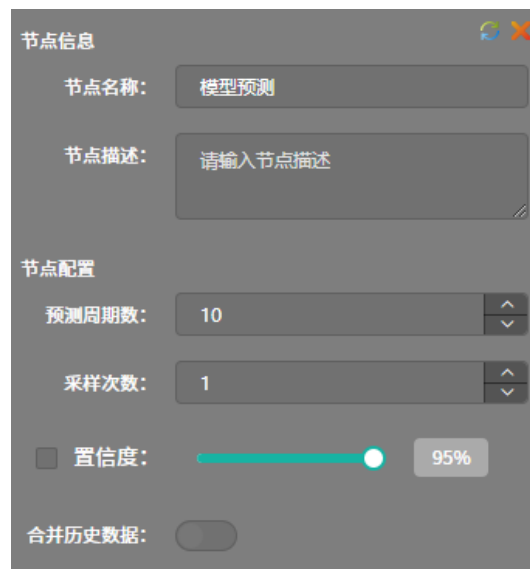 节点信息
节点名称： 模型预测
节点描述： 请输入节点描述
节点配置
预测周期数： 10
采样次数： 1
置信度： 95%
合并历史数据：